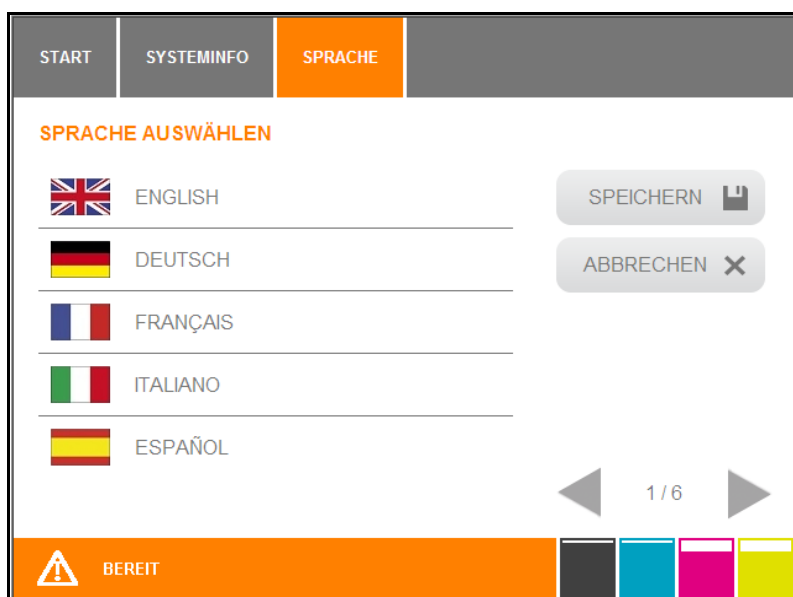 START SYSTEMINFO SPRACHE
SPRACHE AUSWÄHLEN
ENGLISH
DEUTSCH
FRANÇAIS
ITALIANO
ESPAÑOL
SPEICHERN
ABBRECHEN
1 / 6
BEREIT